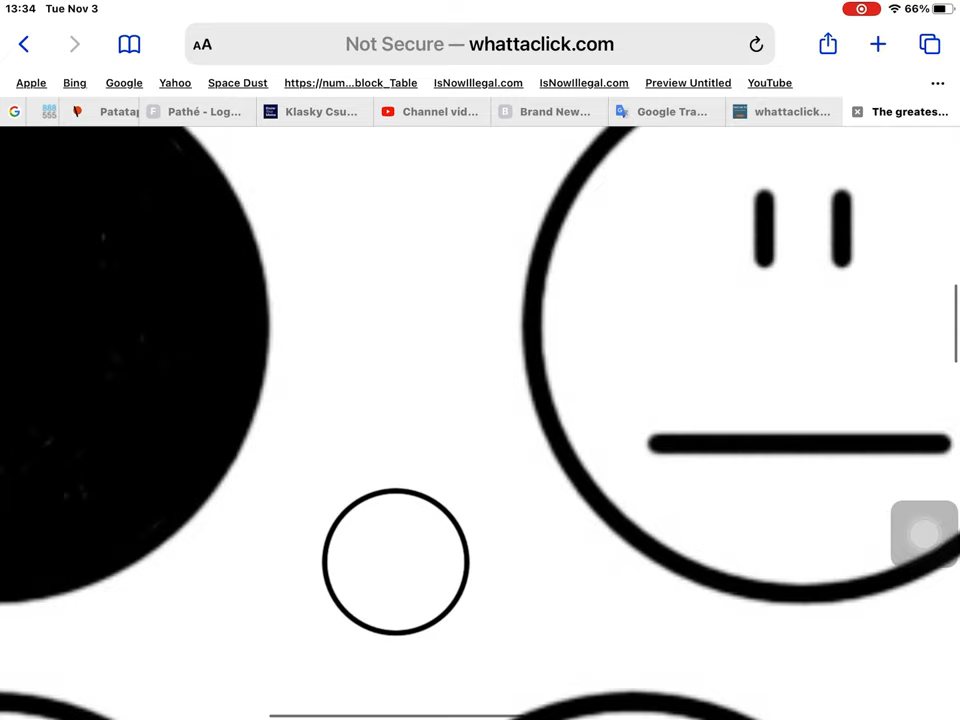 13:34 Tue Nov 3 66%
AA Not Secure — whattaclick.com
Apple Bing Google Yahoo Space Dust https://num...block_Table IsNowIllegal.com IsNowIllegal.com Preview Untitled YouTube
868 555 Patatap Pathé - Log... Klasky Csu... Channel vid... Brand New... Google Tra... whattaclick... The greates...